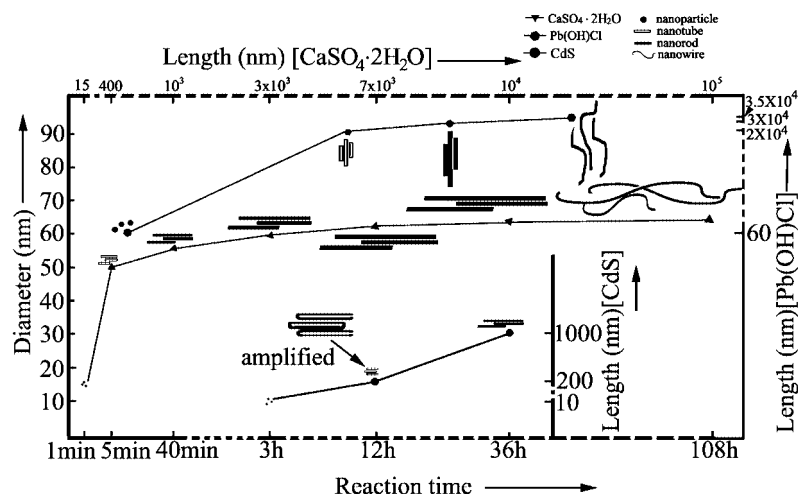 CaSO₄ · 2H₂O
Pb(OH)Cl
CdS
nanoparticle
nanotube
nanorod
nanowire
Length (nm) [CaSO₄·2H₂O]
15 400 10³ 3x10³ 7x10³ 10⁴ 10⁵
3.5X10⁴
3X10⁴
2X10⁴
60
Length (nm)[Pb(OH)Cl]
Diameter (nm)
90
80
70
60
50
40
30
20
10
amplified
1000
200
10
Length (nm)[CdS]
1min 5min 40min 3h 12h 36h 108h
Reaction time